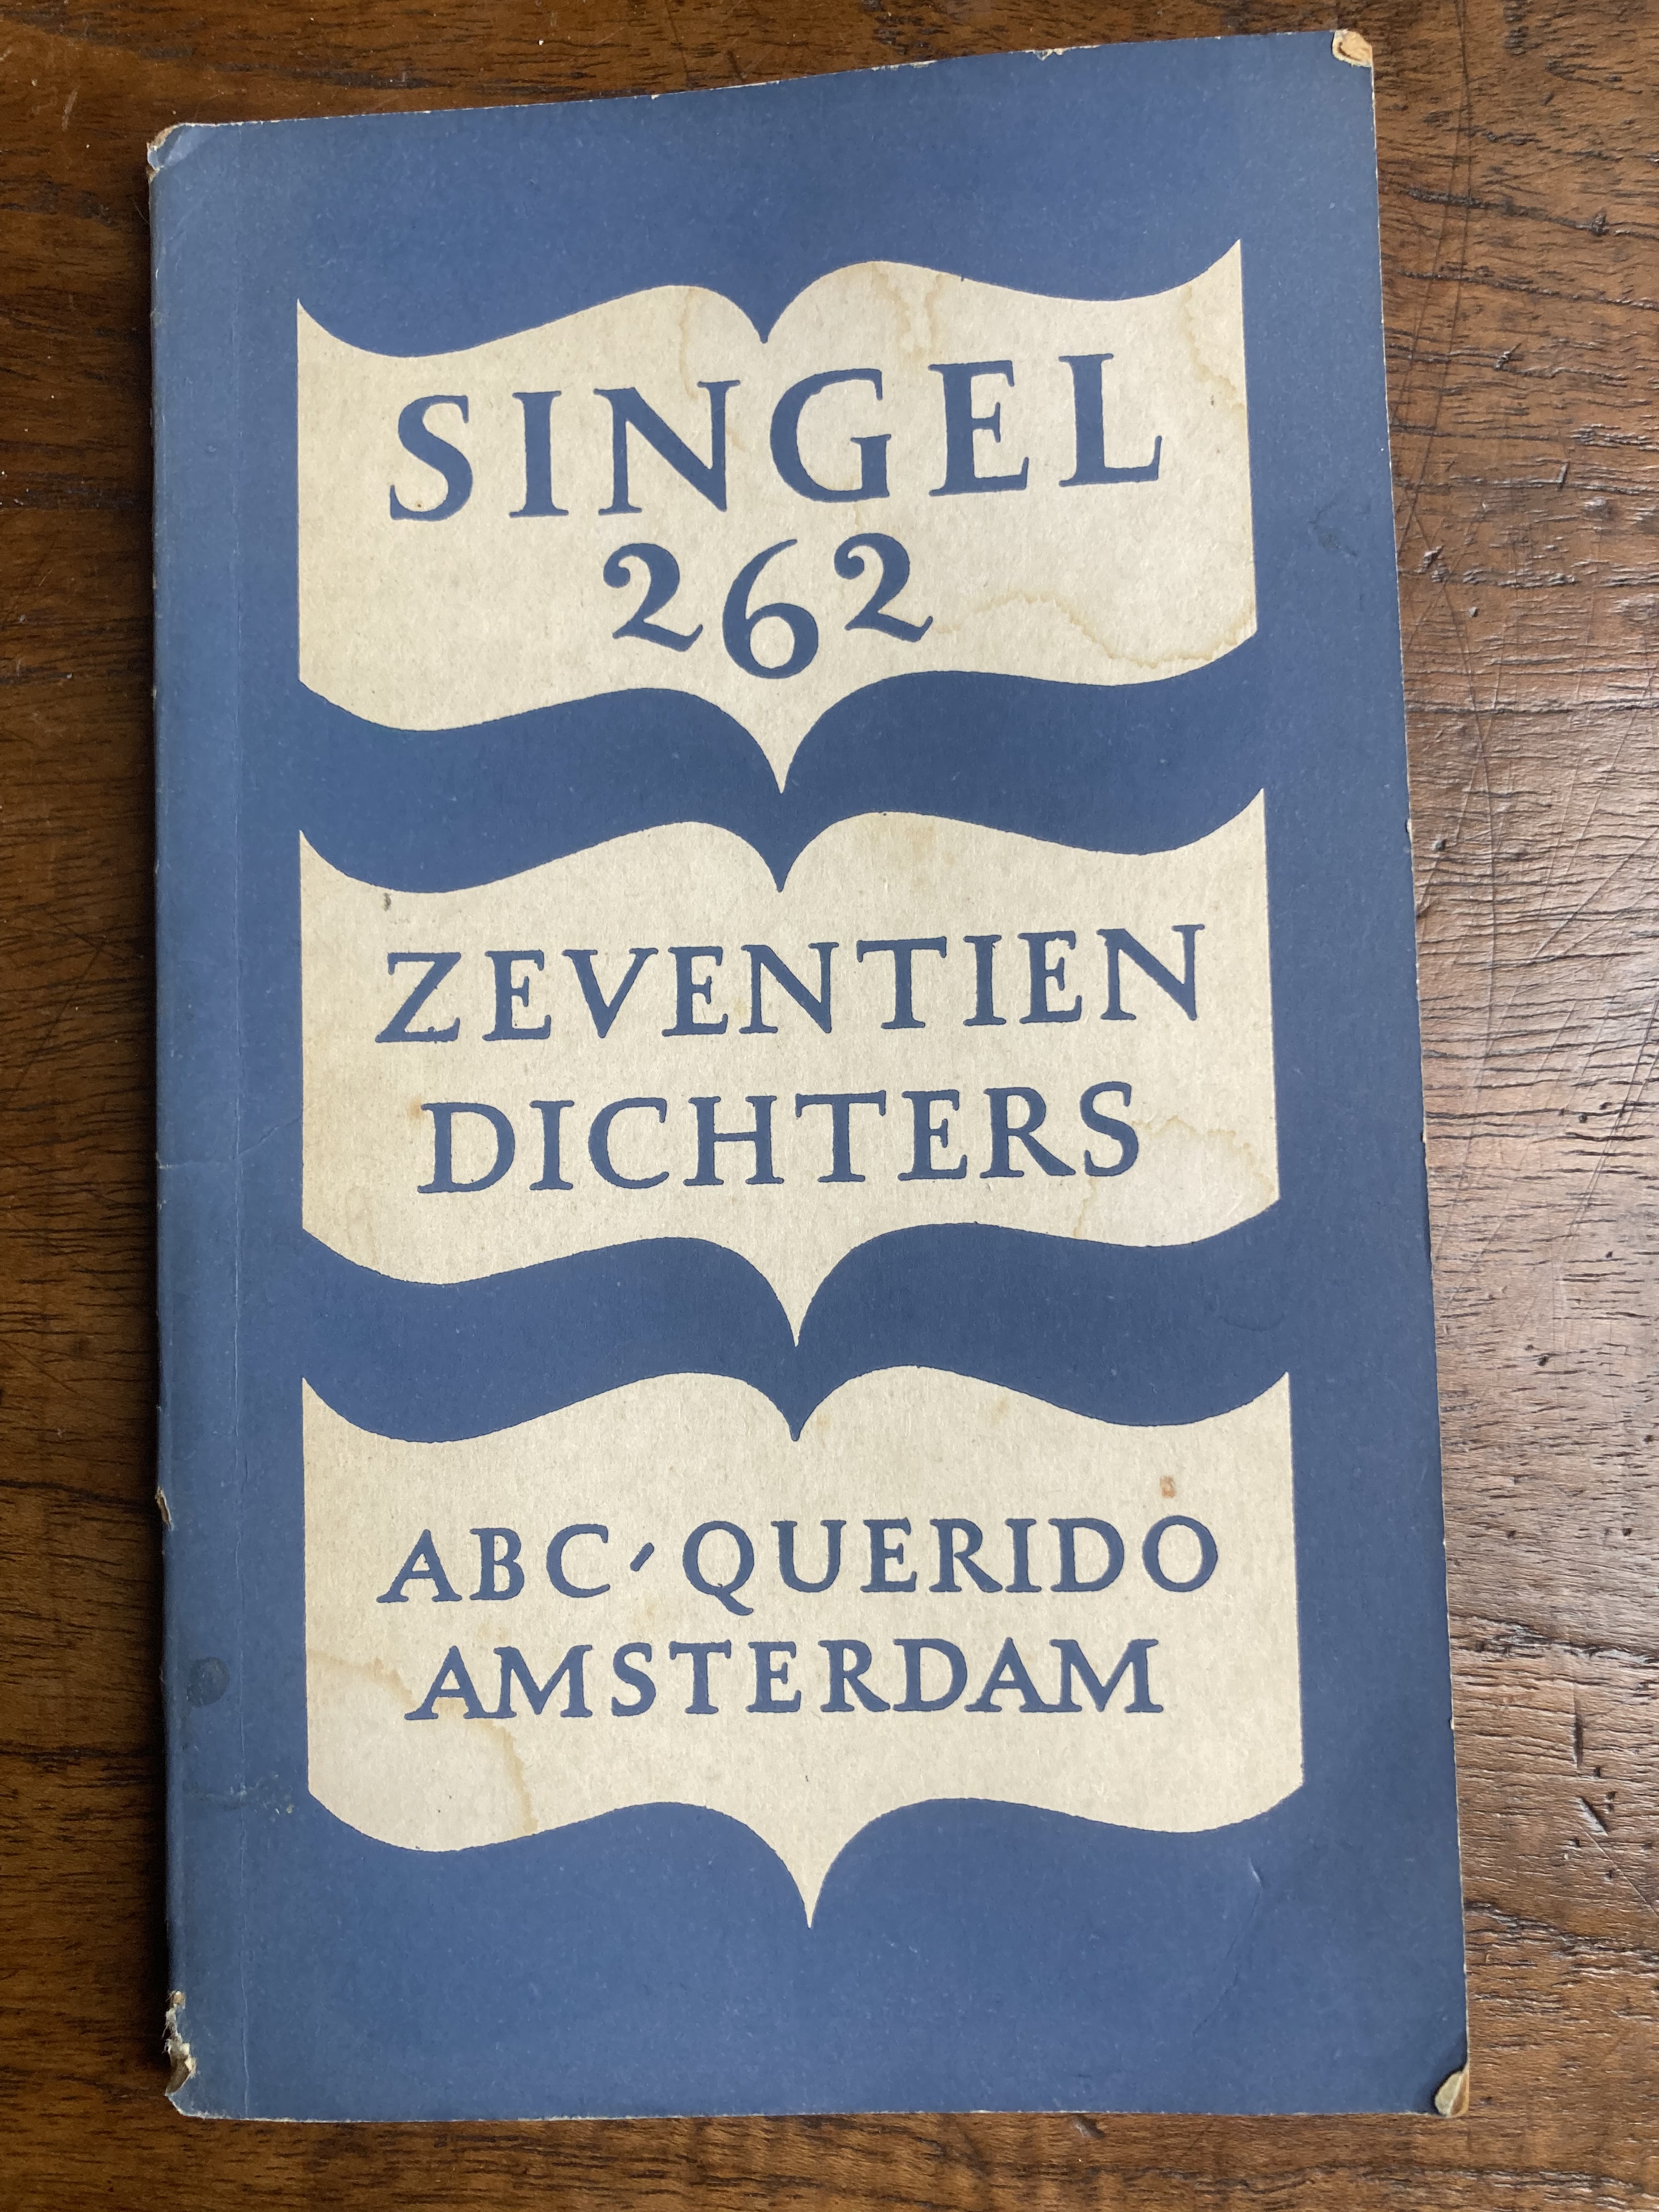 SINGEL
262
ZEVENTIEN
DICHTERS
ABC-QUERIDO
AMSTERDAM